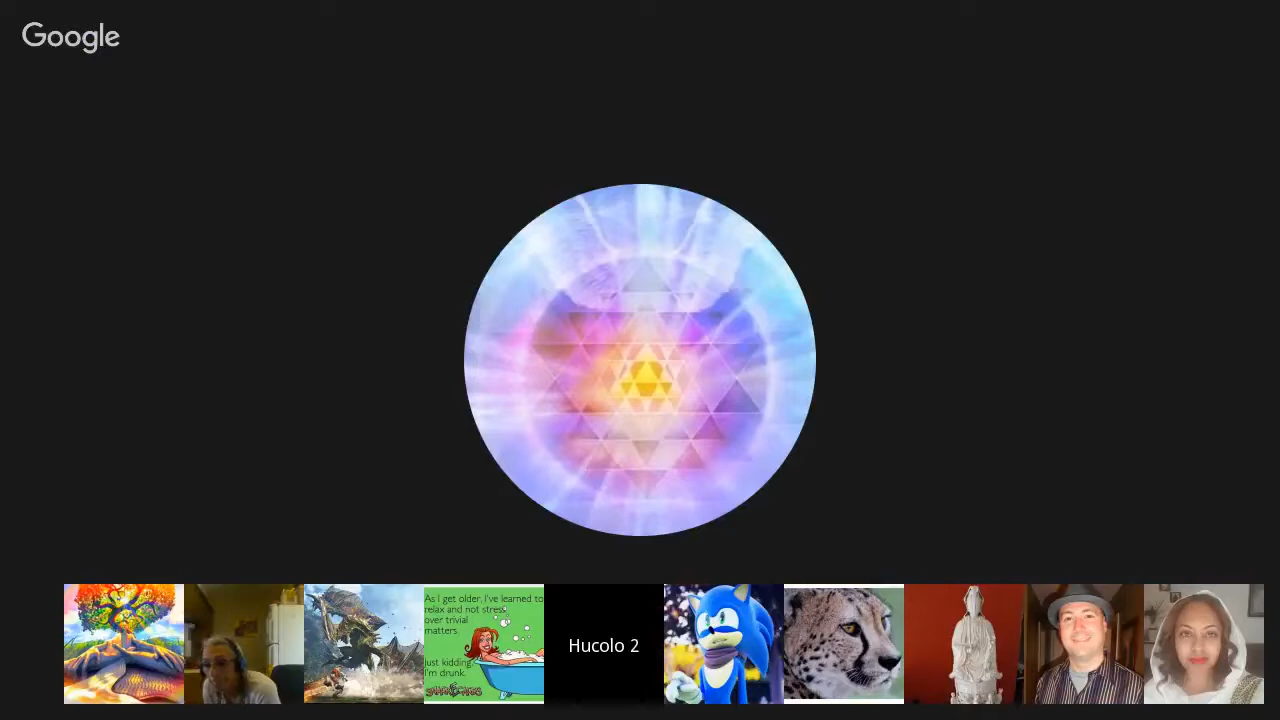 Google
As I get older, I've learned to
relax and not stress
over trivial
matters.
Just kidding,
I'm drunk.
Hucolo 2